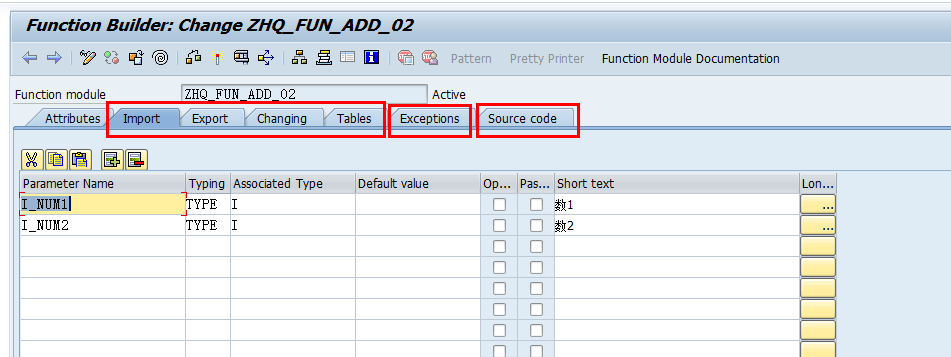 Function Builder: Change ZHQ_FUN_ADD_02
Pattern Pretty Printer Function Module Documentation
Function module ZHQ_FUN_ADD_02 Active
Attributes Import Export Changing Tables Exceptions Source code
Parameter Name Typing Associated Type Default value Op... Pas... Short text Lon...
I_NUM1 TYPE I 数1 ...
I_NUM2 TYPE I 数2 ...